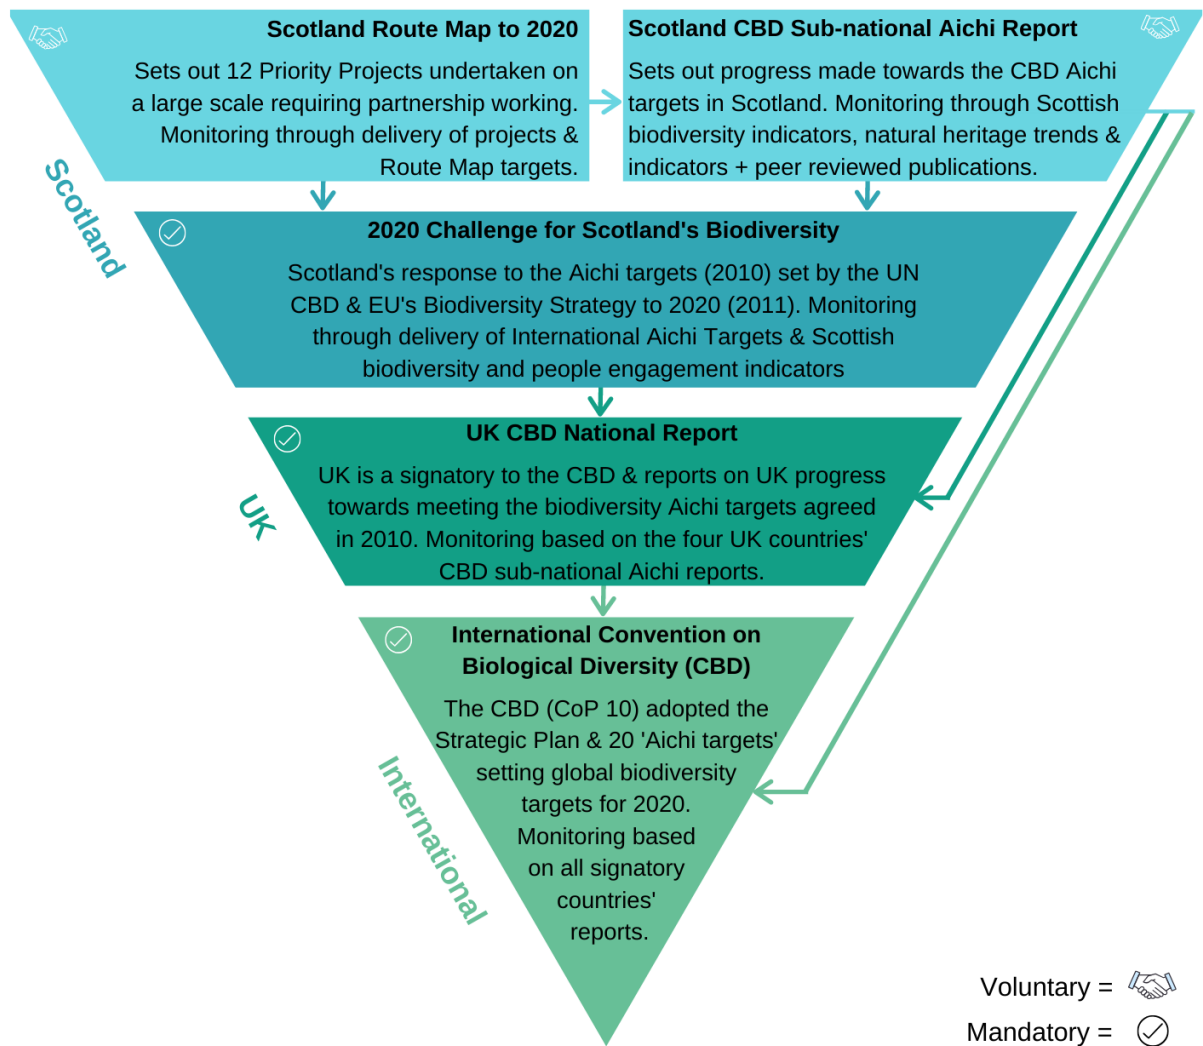 Scotland Route Map to 2020
Sets out 12 Priority Projects undertaken on
a large scale requiring partnership working.
Monitoring through delivery of projects &
Route Map targets.
Scotland CBD Sub-national Aichi Report
Sets out progress made towards the CBD Aichi
targets in Scotland. Monitoring through Scottish
biodiversity indicators, natural heritage trends &
indicators + peer reviewed publications.
Scotland
2020 Challenge for Scotland's Biodiversity
Scotland's response to the Aichi targets (2010) set by the UN
CBD & EU's Biodiversity Strategy to 2020 (2011). Monitoring
through delivery of International Aichi Targets & Scottish
biodiversity and people engagement indicators
UK
UK CBD National Report
UK is a signatory to the CBD & reports on UK progress
towards meeting the biodiversity Aichi targets agreed
in 2010. Monitoring based on the four UK countries'
CBD sub-national Aichi reports.
International
International Convention on
Biological Diversity (CBD)
The CBD (CoP 10) adopted the
Strategic Plan & 20 'Aichi targets'
setting global biodiversity
targets for 2020.
Monitoring based
on all signatory
countries'
reports.
Voluntary =
Mandatory =